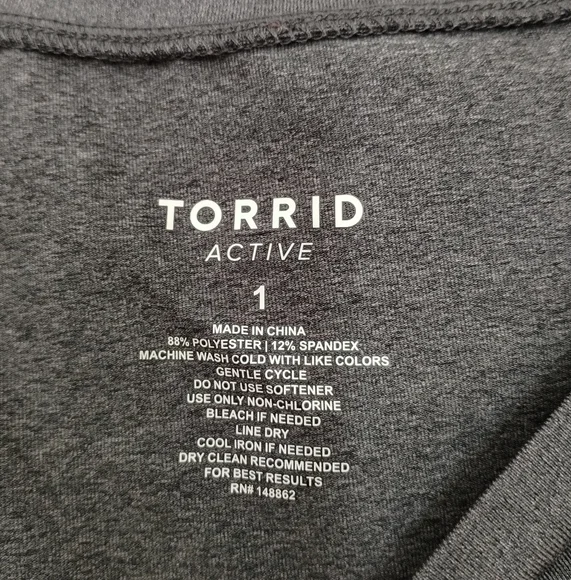 TORRID
ACTIVE
1
MADE IN CHINA
88% POLYESTER | 12% SPANDEX
MACHINE WASH COLD WITH LIKE COLORS
GENTLE CYCLE
DO NOT USE SOFTENER
USE ONLY NON-CHLORINE
BLEACH IF NEEDED
LINE DRY
COOL IRON IF NEEDED
DRY CLEAN RECOMMENDED
FOR BEST RESULTS
RN# 148862